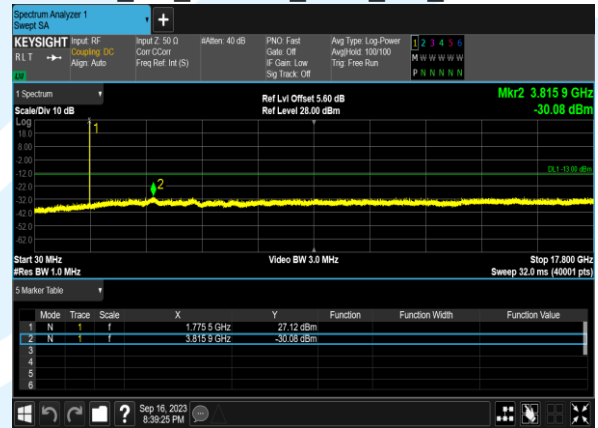 Spectrum Analyzer 1
Swept SA
+
KEYSIGHT Input: RF Input Z: 50 Ω #Atten: 40 dB PNO: Fast Avg Type: Log-Power 1 2 3 4 5 6
RLT Coupling: DC Corr CCorr Gate: Off Avg|Hold: 100/100 M W W W W W
Align: Auto Freq Ref: Int (S) IF Gain: Low Trig: Free Run P N N N N N
LV Sig Track: Off
1 Spectrum Ref Lvl Offset 5.60 dB Mkr2 3.815 9 GHz
Scale/Div 10 dB Ref Level 28.00 dBm -30.08 dBm
Log
1
18.0
8.00
-2.00
-12.0 DL1 -13.00 dBm
-22.0 2
-32.0
-42.0
-52.0
-62.0
Start 30 MHz Video BW 3.0 MHz Stop 17.800 GHz
#Res BW 1.0 MHz Sweep 32.0 ms (40001 pts)
5 Marker Table
Mode Trace Scale X Y Function Function Width Function Value
1 N 1 f 1.775 5 GHz 27.12 dBm
2 N 1 f 3.815 9 GHz -30.08 dBm
3
4
5
6
? Sep 16, 2023
8:39:25 PM